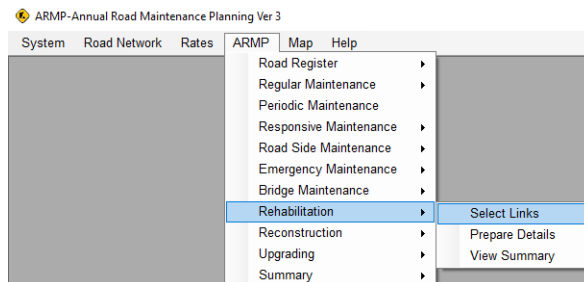 ARMP-Annual Road Maintenance Planning Ver 3
System Road Network Rates ARMP Map Help
Road Register
Regular Maintenance
Periodic Maintenance
Responsive Maintenance
Road Side Maintenance
Emergency Maintenance
Bridge Maintenance
Rehabilitation
Select Links
Reconstruction
Prepare Details
Upgrading
View Summary
Summary